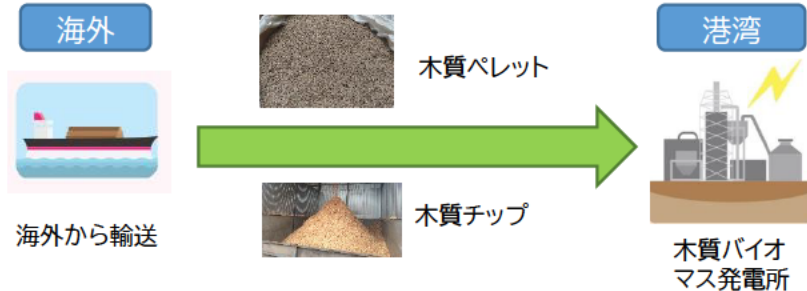 海外
港湾
木質ペレット
木質チップ
海外から輸送
木質バイオ
マス発電所